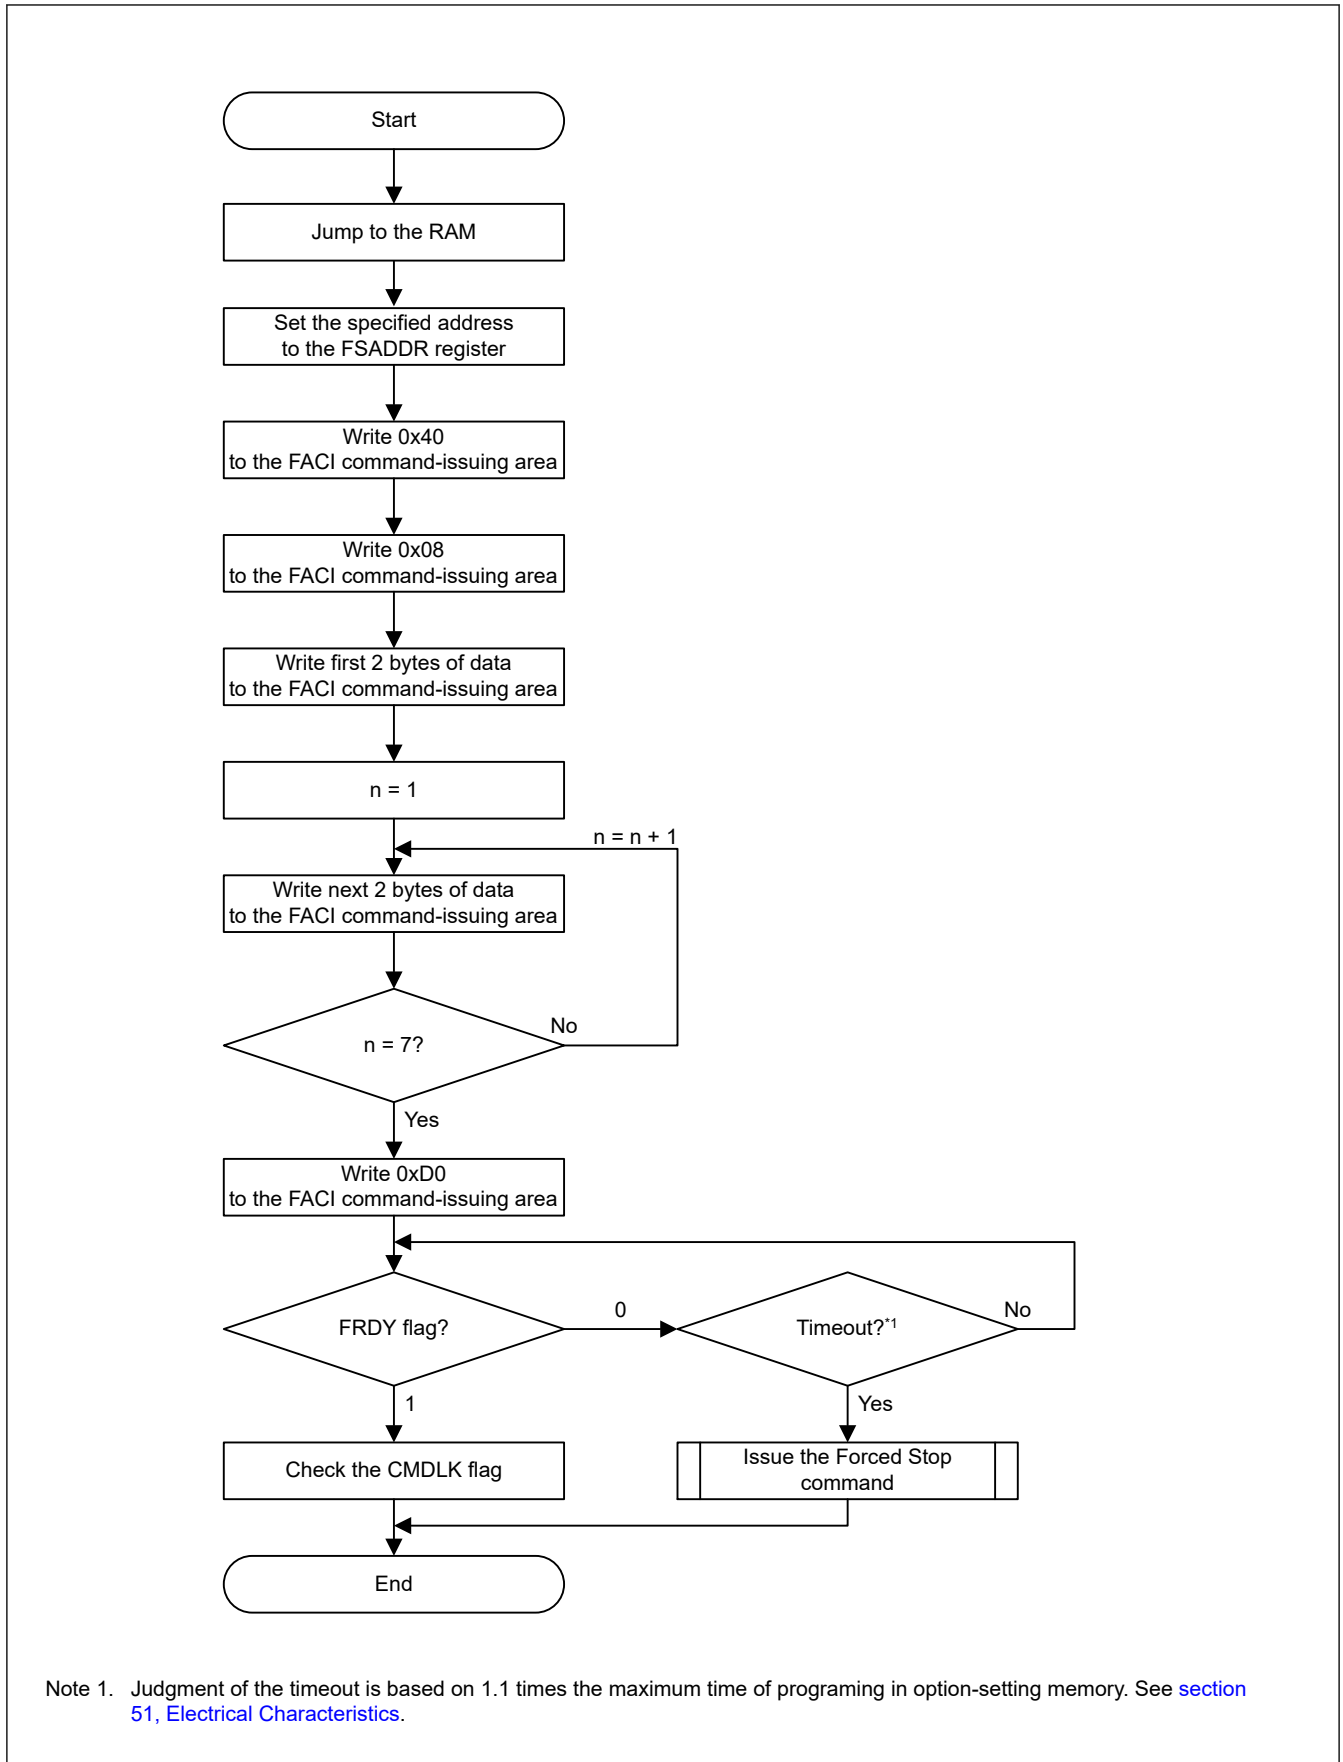 Start
Jump to the RAM
Set the specified address
to the FSADDR register
Write 0x40
to the FACI command-issuing area
Write 0x08
to the FACI command-issuing area
Write first 2 bytes of data
to the FACI command-issuing area
n = 1
n = n + 1
Write next 2 bytes of data
to the FACI command-issuing area
n = 7?
No
Yes
Write 0xD0
to the FACI command-issuing area
FRDY flag?
0
Timeout?*1
No
1
Yes
Check the CMDLK flag
Issue the Forced Stop
command
End
Note 1. Judgment of the timeout is based on 1.1 times the maximum time of programing in option-setting memory. See section
51, Electrical Characteristics.